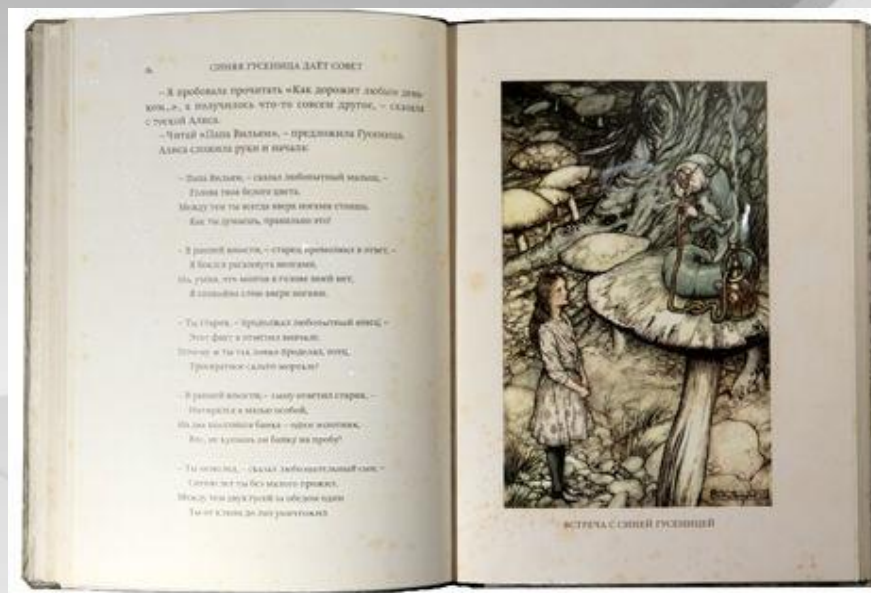 СИНЯЯ ГУСЕНИЦА ДАЁТ СОВЕТ
– Я пробовала прочитать «Как дорожит любым день-
ком...», а получилось что-то совсем другое, – сказала
с тоской Алиса.
– Читай «Папа Вильям», – предложила Гусеница.
Алиса сложила руки и начала:
– Папа Вильям, – сказал любопытный малыш, –
Голова твоя белого цвета.
Между тем ты всегда вверх ногами стоишь.
Как ты думаешь, правильно это?
– В ранней юности, – старец промолвил в ответ, –
Я боялся раскинуть мозгами,
Но, узнав, что мозгов в голове моей нет,
Я спокойно стою вверх ногами.
– Ты старик, – продолжал любопытный юнец, –
Этот факт я отметил вначале.
Почему ж ты так ловко проделал, отец,
Троекратное сальто-мортале?
– В ранней юности, – сыну ответил старик, –
Натирался я мазью особой,
На два шиллинга банка – один золотник,
Вот, не купишь ли банку на пробу?
– Ты немолод, – сказал любознательный сын, –
Сотню лет ты без малого прожил.
Между тем двух гусей за обедом один
Ты от клюва до лап уничтожил.
ВСТРЕЧА С СИНЕЙ ГУСЕНИЦЕЙ